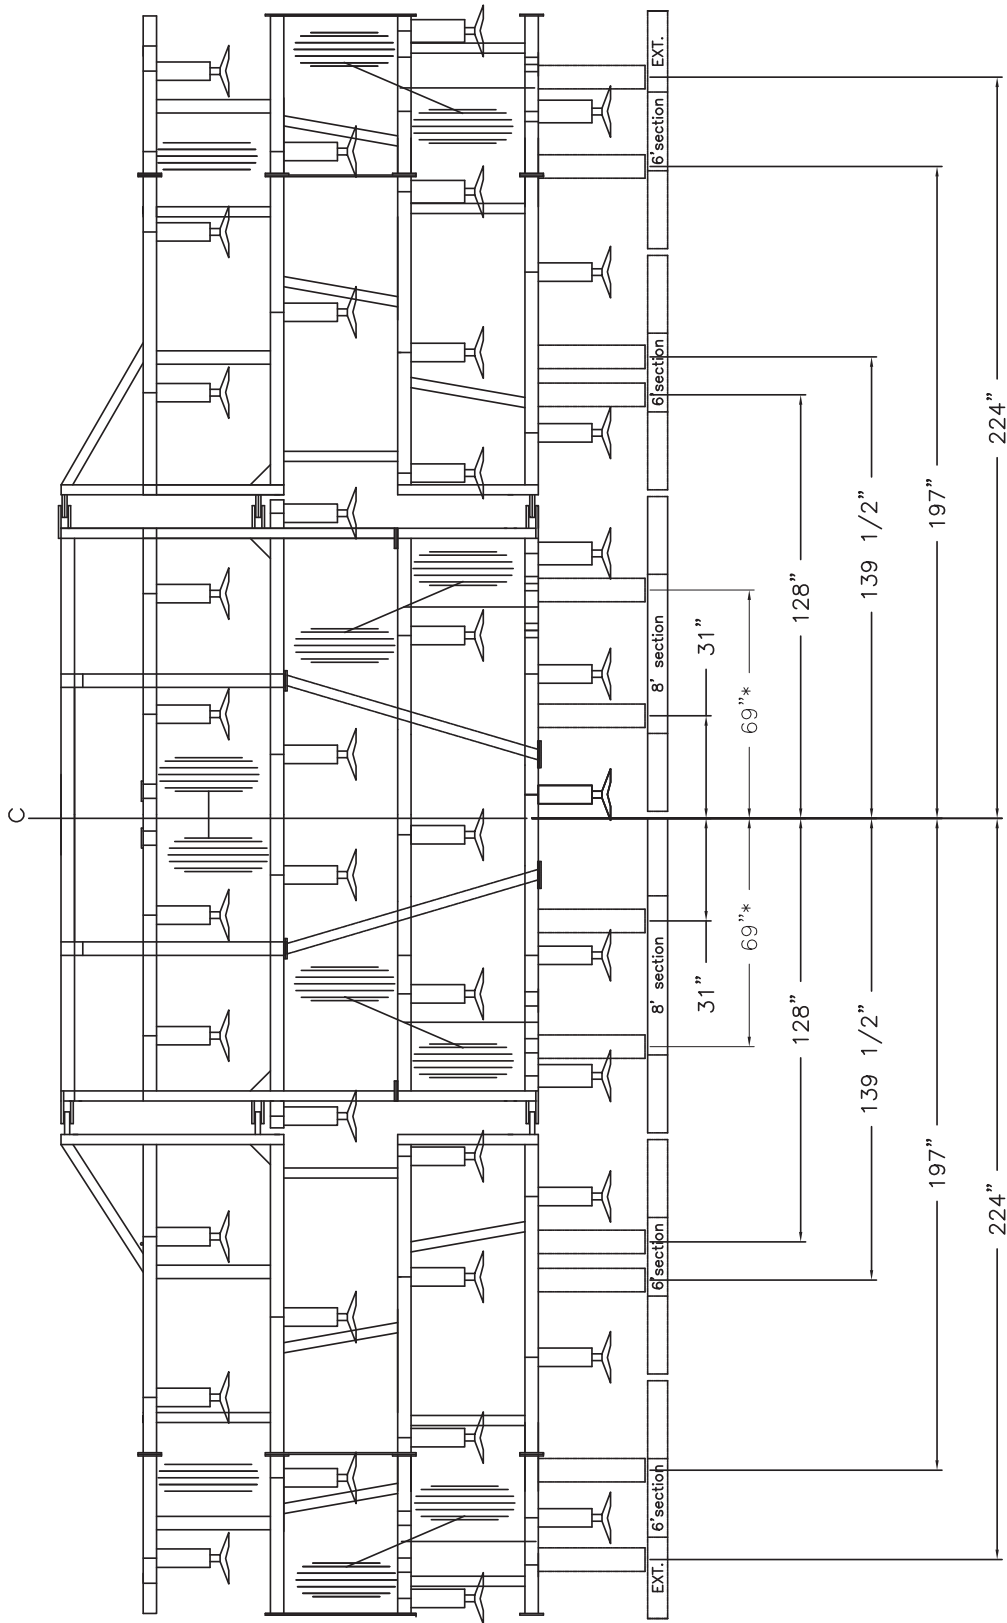 C
EXT.
6'section
6'section
8' section
8' section
6'section
6'section
EXT.
31"
31"
69"*
69"*
128"
128"
139 1/2"
139 1/2"
197"
197"
224"
224"